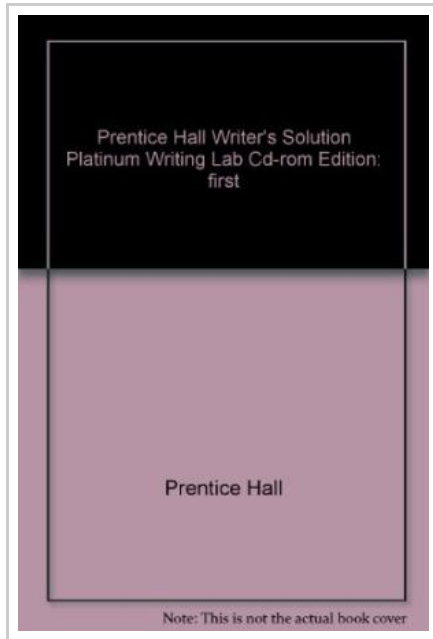 Prentice Hall Writer's Solution
Platinum Writing Lab Cd-rom Edition:
first
Prentice Hall
Note: This is not the actual book cover